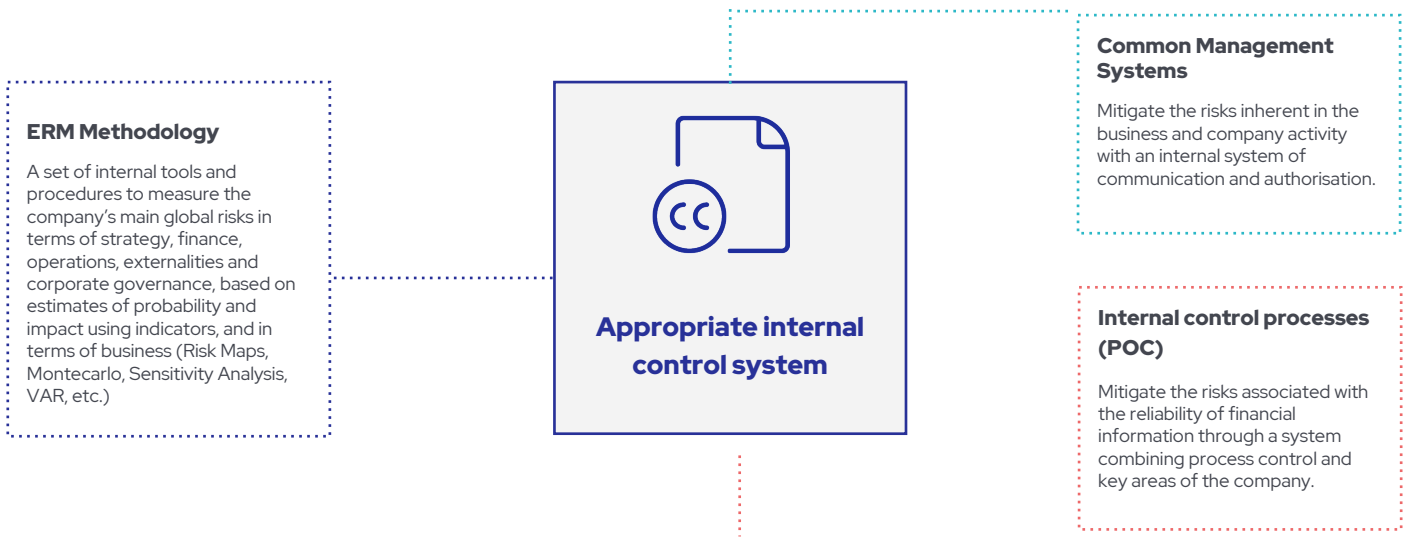 ERM Methodology
A set of internal tools and
procedures to measure the
company's main global risks in
terms of strategy, finance,
operations, externalities and
corporate governance, based on
estimates of probability and
impact using indicators, and in
terms of business (Risk Maps,
Montecarlo, Sensitivity Analysis,
VAR, etc.)
CC
Appropriate internal
control system
Common Management
Systems
Mitigate the risks inherent in the
business and company activity
with an internal system of
communication and authorisation.
Internal control processes
(POC)
Mitigate the risks associated with
the reliability of financial
information through a system
combining process control and
key areas of the company.